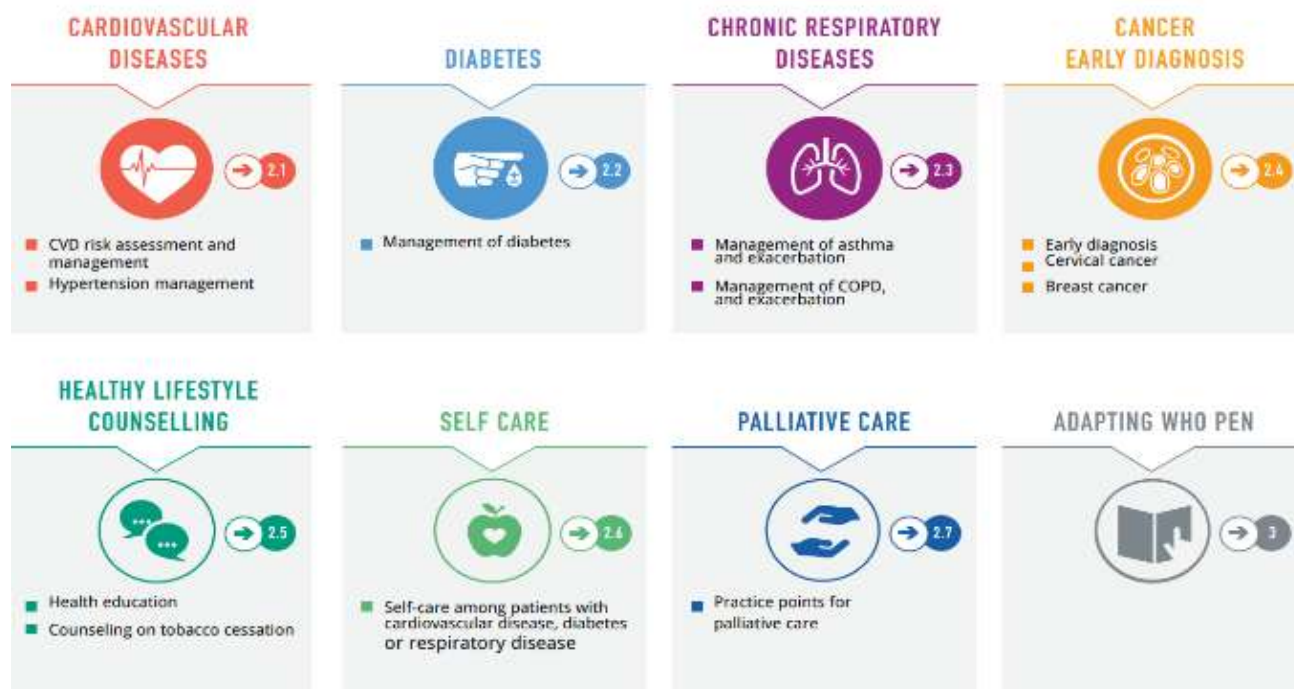 CARDIOVASCULAR
DISEASES
2.1
CVD risk assessment and
management
Hypertension management
DIABETES
2.2
Management of diabetes
CHRONIC RESPIRATORY
DISEASES
2.3
Management of asthma
and exacerbation
Management of COPD,
and exacerbation
CANCER
EARLY DIAGNOSIS
2.4
Early diagnosis
Cervical cancer
Breast cancer
HEALTHY LIFESTYLE
COUNSELLING
2.5
Health education
Counseling on tobacco cessation
SELF CARE
2.6
Self-care among patients with
cardiovascular disease, diabetes
or respiratory disease
PALLIATIVE CARE
2.7
Practice points for
palliative care
ADAPTING WHO PEN
3